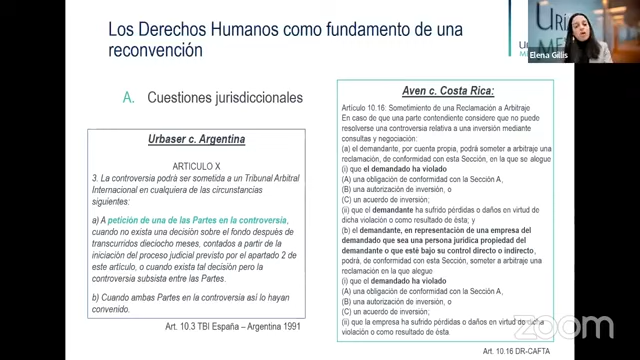 Los Derechos Humanos como fundamento de una
reconvención
Elena Gillis
A. Cuestiones jurisdiccionales
Urbaser c. Argentina
ARTICULO X
3. La controversia podrá ser sometida a un Tribunal Arbitral
Internacional en cualquiera de las circunstancias
siguientes:
a) A petición de una de las Partes en la controversia,
cuando no existe una decisión sobre el fondo después de
transcurridos dieciocho meses, contados a partir de la
iniciación del proceso judicial previsto por el apartado 2 de
este artículo, o cuando exista tal decisión pero la
controversia subsista entre las Partes.
b) Cuando ambas Partes en la controversia así lo hayan
convenido.
Art. 10.3 TBI España – Argentina 1991
Aven c. Costa Rica:
Artículo 10.16: Sometimiento de una Reclamación a Arbitraje
En caso de que una parte contendiente considere que no puede
resolverse una controversia relativa a una inversión mediante
consultas y negociación:
(a) el demandante, por cuenta propia, podrá someter a arbitraje una
reclamación, de conformidad con esta Sección, en la que se alegue
(i) que el demandado ha violado
(A) una obligación de conformidad con la Sección A,
(B) una autorización de inversión, o
(C) un acuerdo de inversión;
(ii) que el demandante ha sufrido pérdidas o daños en virtud de
dicha violación o como resultado de ésta; y
(b) el demandante, en representación de una empresa del
demandado que sea una persona jurídica propiedad del
demandante o que esté bajo su control directo o indirecto,
podrá, de conformidad con esta Sección, someter a arbitraje una
reclamación en la que alegue
(i) que el demandado ha violado
(A) una obligación de conformidad con la Sección A,
(B) una autorización de inversión, o
(C) un acuerdo de inversión;
(ii) que la empresa ha sufrido pérdidas o daños en virtud de dicha
violación o como resultado de ésta.
Art. 10.16 DR-CAFTA
zoom